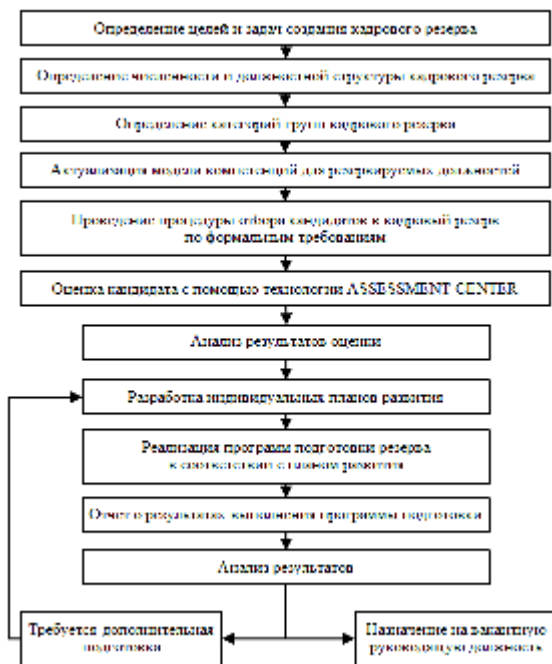 Определение целей и задач создания кадрового резерва
Определение численности и должностной структуры кадрового резерва
Определение категорий групп кадрового резерва
Актуализация модели компетенций для резервируемых должностей
Проведение процедуры отбора кандидатов в кадровый резерв
по формальным требованиям
Оценка кандидата с помощью технологии ASSESSMENT CENTER
Анализ результатов оценки
Разработка индивидуальных планов развития
Реализация программ подготовки резерва
в соответствии с планом развития
Отчет о результатах выполнения программы подготовки
Анализ результатов
Требуется дополнительная
подготовки
Назначение на вакантную
руководящую должность